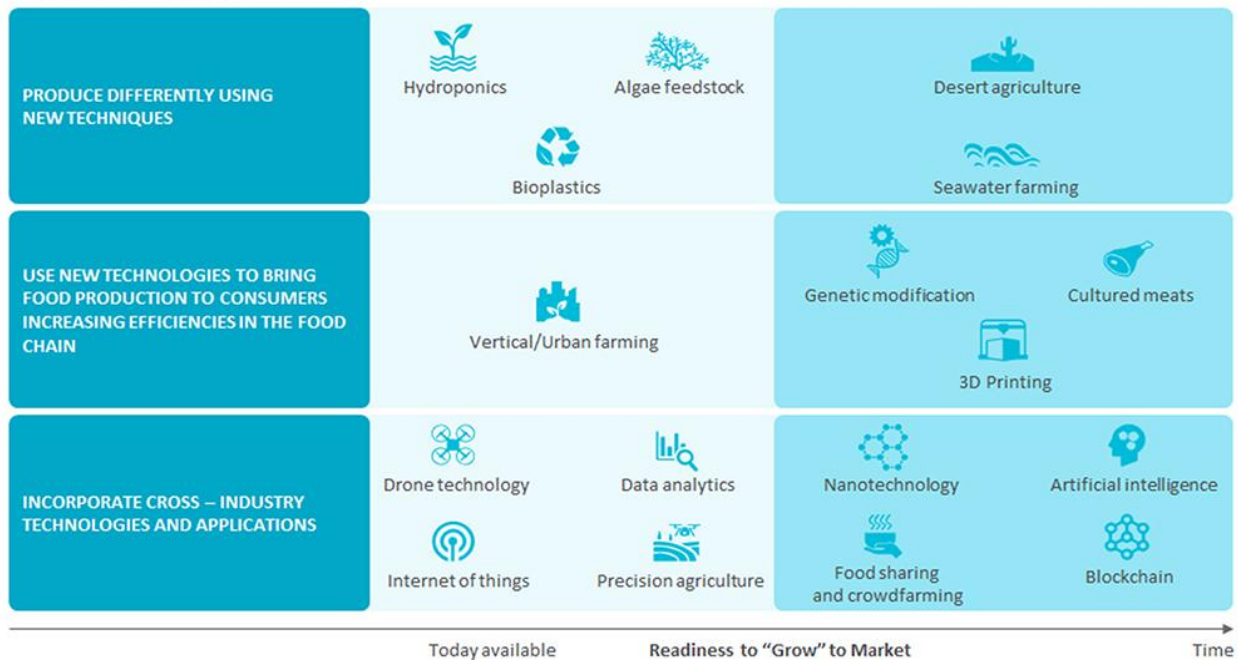 PRODUCE DIFFERENTLY USING
NEW TECHNIQUES
Hydroponics
Algae feedstock
Bioplastics
Desert agriculture
Seawater farming
USE NEW TECHNOLOGIES TO BRING
FOOD PRODUCTION TO CONSUMERS
INCREASING EFFICIENCIES IN THE FOOD
CHAIN
Vertical/Urban farming
Genetic modification
Cultured meats
3D Printing
INCORPORATE CROSS – INDUSTRY
TECHNOLOGIES AND APPLICATIONS
Drone technology
Data analytics
Internet of things
Precision agriculture
Nanotechnology
Artificial intelligence
Food sharing
and crowdfarming
Blockchain
Today available
Readiness to “Grow” to Market
Time